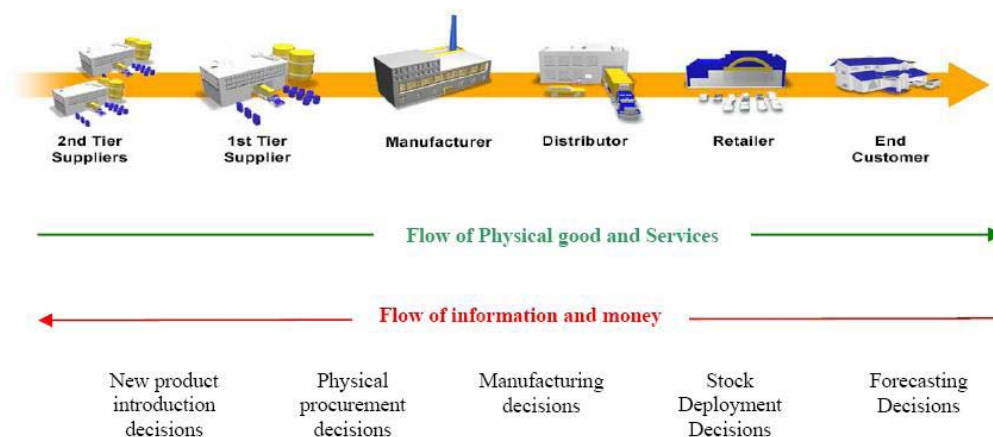 2nd Tier
Suppliers
1st Tier
Supplier
Manufacturer
Distributor
Retailer
End
Customer
Flow of Physical good and Services
Flow of information and money
New product
introduction
decisions
Physical
procurement
decisions
Manufacturing
decisions
Stock
Deployment
Decisions
Forecasting
Decisions